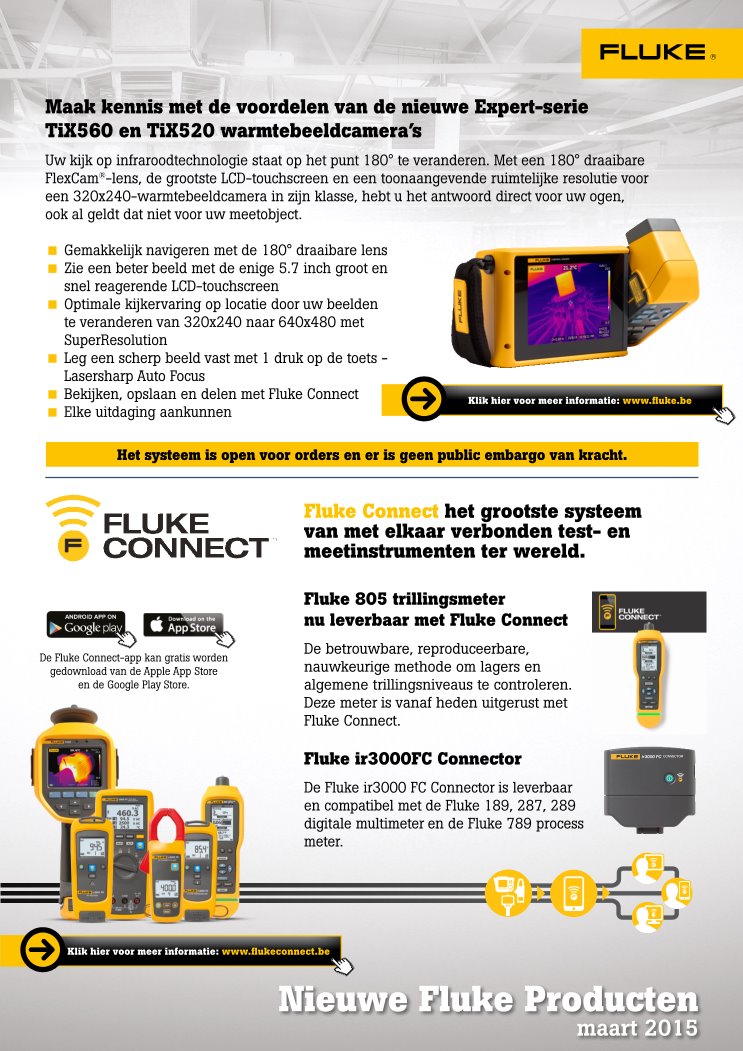 FLUKE ®
Maak kennis met de voordelen van de nieuwe Expert-serie
TiX560 en TiX520 warmtebeeldcamera's
Uw kijk op infraroodtechnologie staat op het punt 180° te veranderen. Met een 180° draaibare
FlexCam®-lens, de grootste LCD-touchscreen en een toonaangevende ruimtelijke resolutie voor
een 320x240-warmtebeeldcamera in zijn klasse, hebt u het antwoord direct voor uw ogen,
ook al geldt dat niet voor uw meetobject.
Gemakkelijk navigeren met de 180° draaibare lens
Zie een beter beeld met de enige 5.7 inch groot en
snel reagerende LCD-touchscreen
Optimale kijkervaring op locatie door uw beelden
te veranderen van 320x240 naar 640x480 met
SuperResolution
Leg een scherp beeld vast met 1 druk op de toets -
Lasersharp Auto Focus
Bekijken, opslaan en delen met Fluke Connect
Elke uitdaging aankunnen
FLUKE
Klik hier voor meer informatie: www.fluke.be
Het systeem is open voor orders en er is geen public embargo van kracht.
F
FLUKE
CONNECT
Fluke Connect het grootste systeem
van met elkaar verbonden test- en
meetinstrumenten ter wereld.
ANDROID APP ON
Google play
Download on the
App Store
De Fluke Connect-app kan gratis worden
gedownload van de Apple App Store
en de Google Play Store.
Fluke 805 trillingsmeter
nu leverbaar met Fluke Connect
De betrouwbare, reproduceerbare,
nauwkeurige methode om lagers en
algemene trillingsniveaus te controleren.
Deze meter is vanaf heden uitgerust met
Fluke Connect.
FLUKE
CONNECT
Fluke ir3000FC Connector
De Fluke ir3000 FC Connector is leverbaar
en compatibel met de Fluke 189, 287, 289
digitale multimeter en de Fluke 789 process
meter.
FLUKE ir3000 FC CONNECTOR
460.3
945
85.4
4000
Klik hier voor meer informatie: www.flukeconnect.be
Nieuwe Fluke Producten
maart 2015